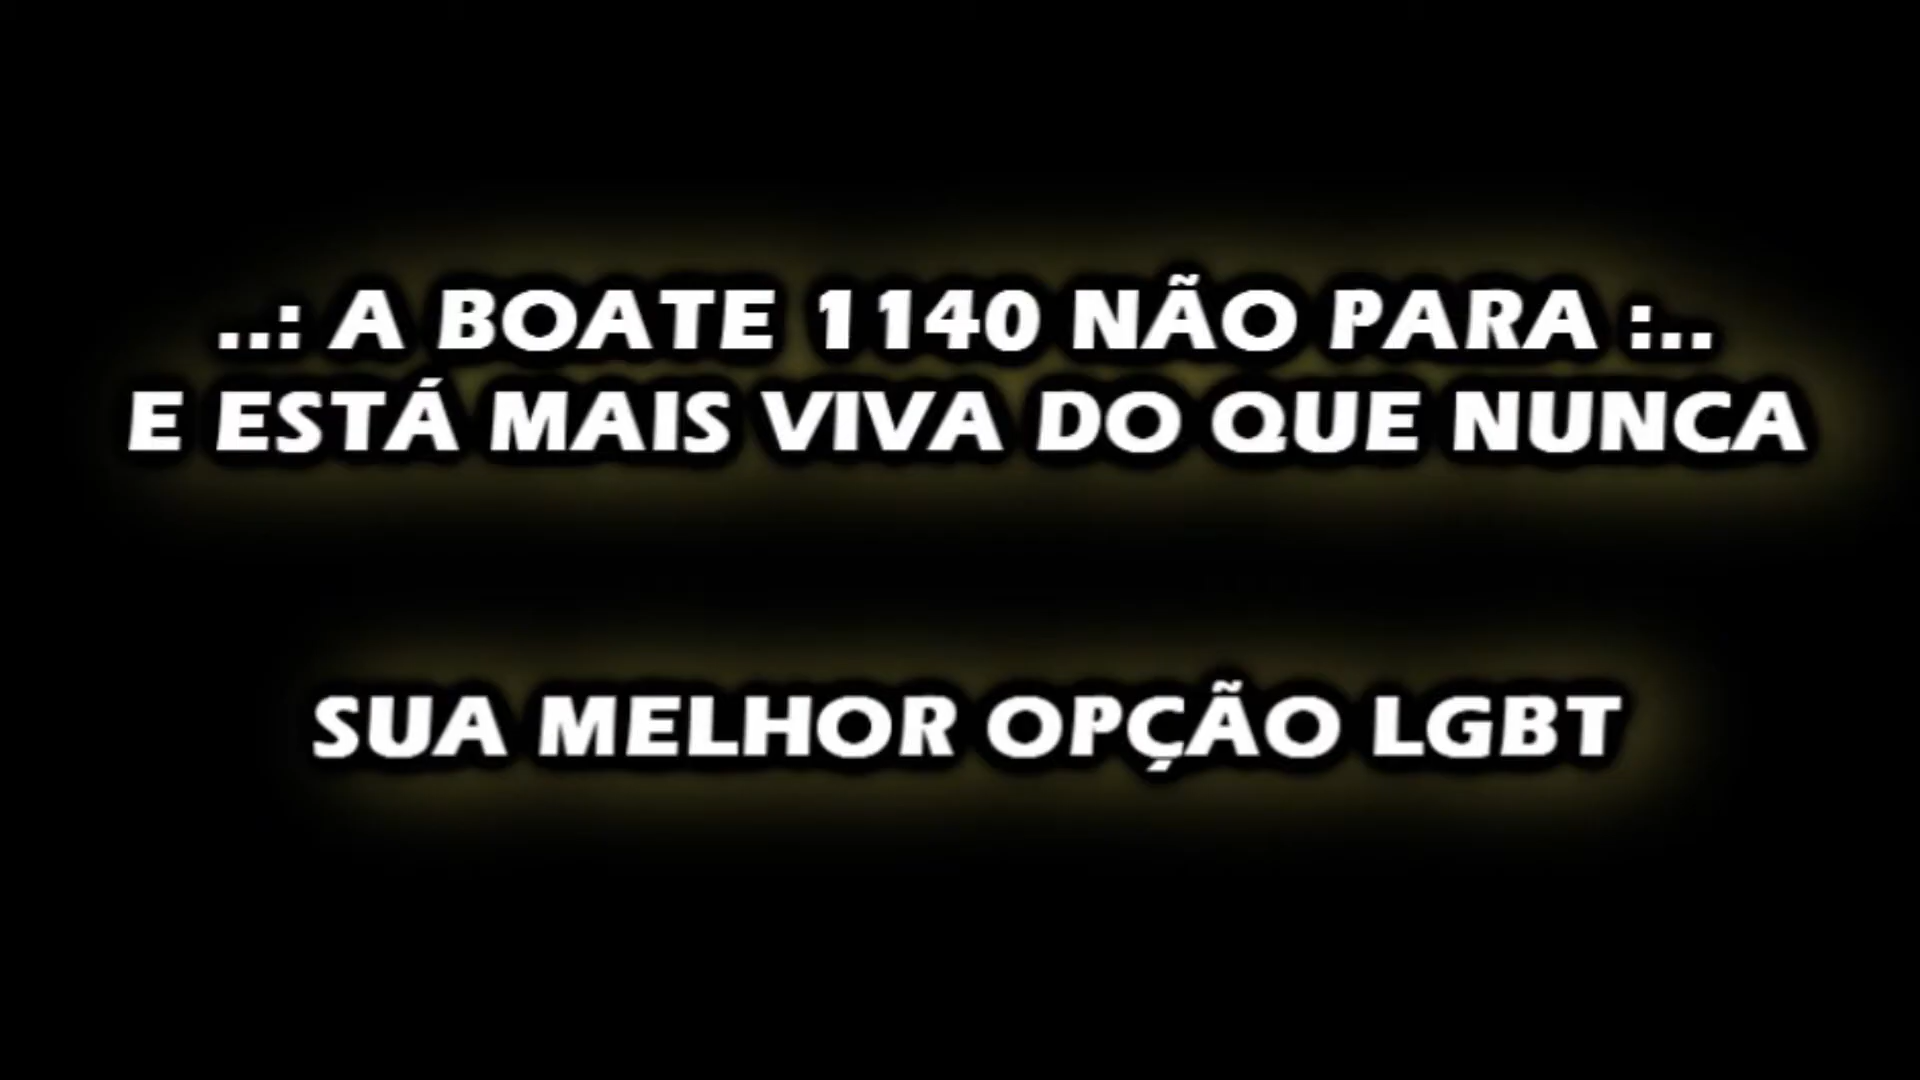 ..: A BOATE 1140 NÃO PARA :..
E ESTÁ MAIS VIVA DO QUE NUNCA
SUA MELHOR OPÇÃO LGBT